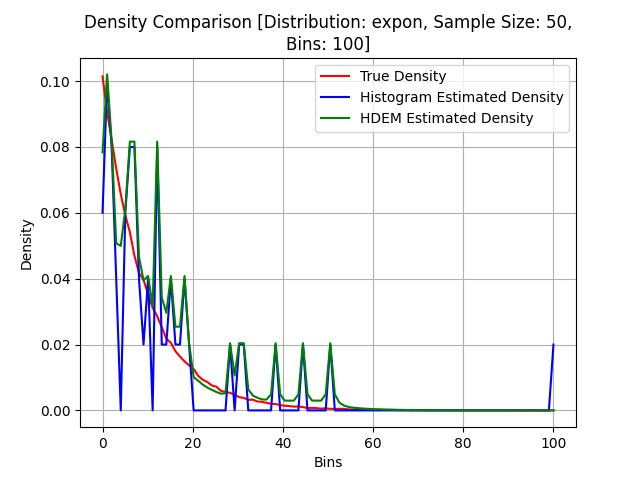 Density Comparison [Distribution: expon, Sample Size: 50,
Bins: 100]
True Density
Histogram Estimated Density
HDEM Estimated Density
Density
0.10
0.08
0.06
0.04
0.02
0.00
0 20 40 60 80 100
Bins